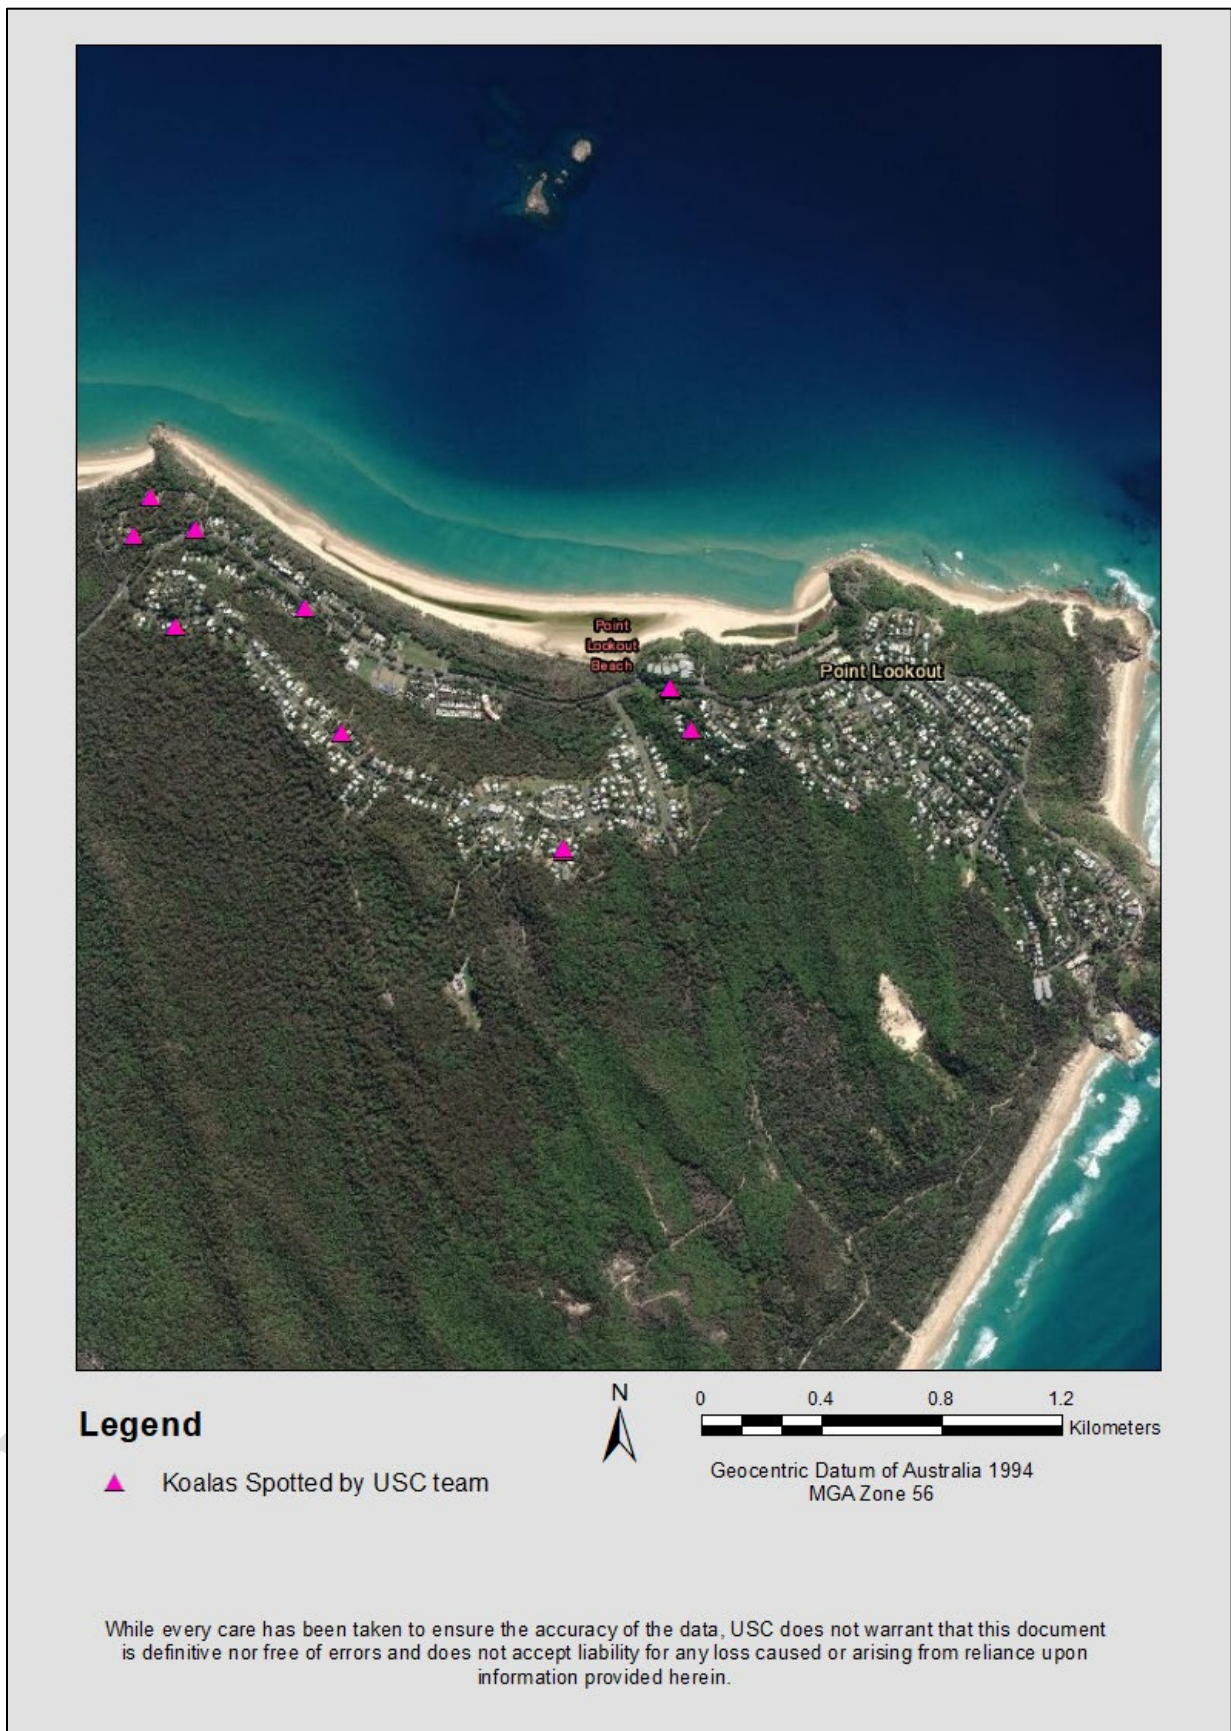 Point
Lookout
Beach
Point Lookout
Legend
Koalas Spotted by USC team
N
0 0.4 0.8 1.2
Kilometers
Geocentric Datum of Australia 1994
MGA Zone 56
While every care has been taken to ensure the accuracy of the data, USC does not warrant that this document
is definitive nor free of errors and does not accept liability for any loss caused or arising from reliance upon
information provided herein.